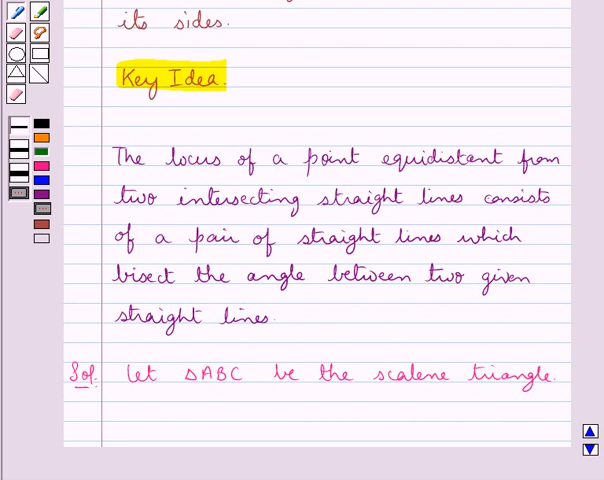 its sides.
Key Idea.
The locus of a point equidistant from
two intersecting straight lines consists
of a pair of straight lines which
bisect the angle between two given
straight lines.
Sol. Let ΔABC be the scalene triangle.